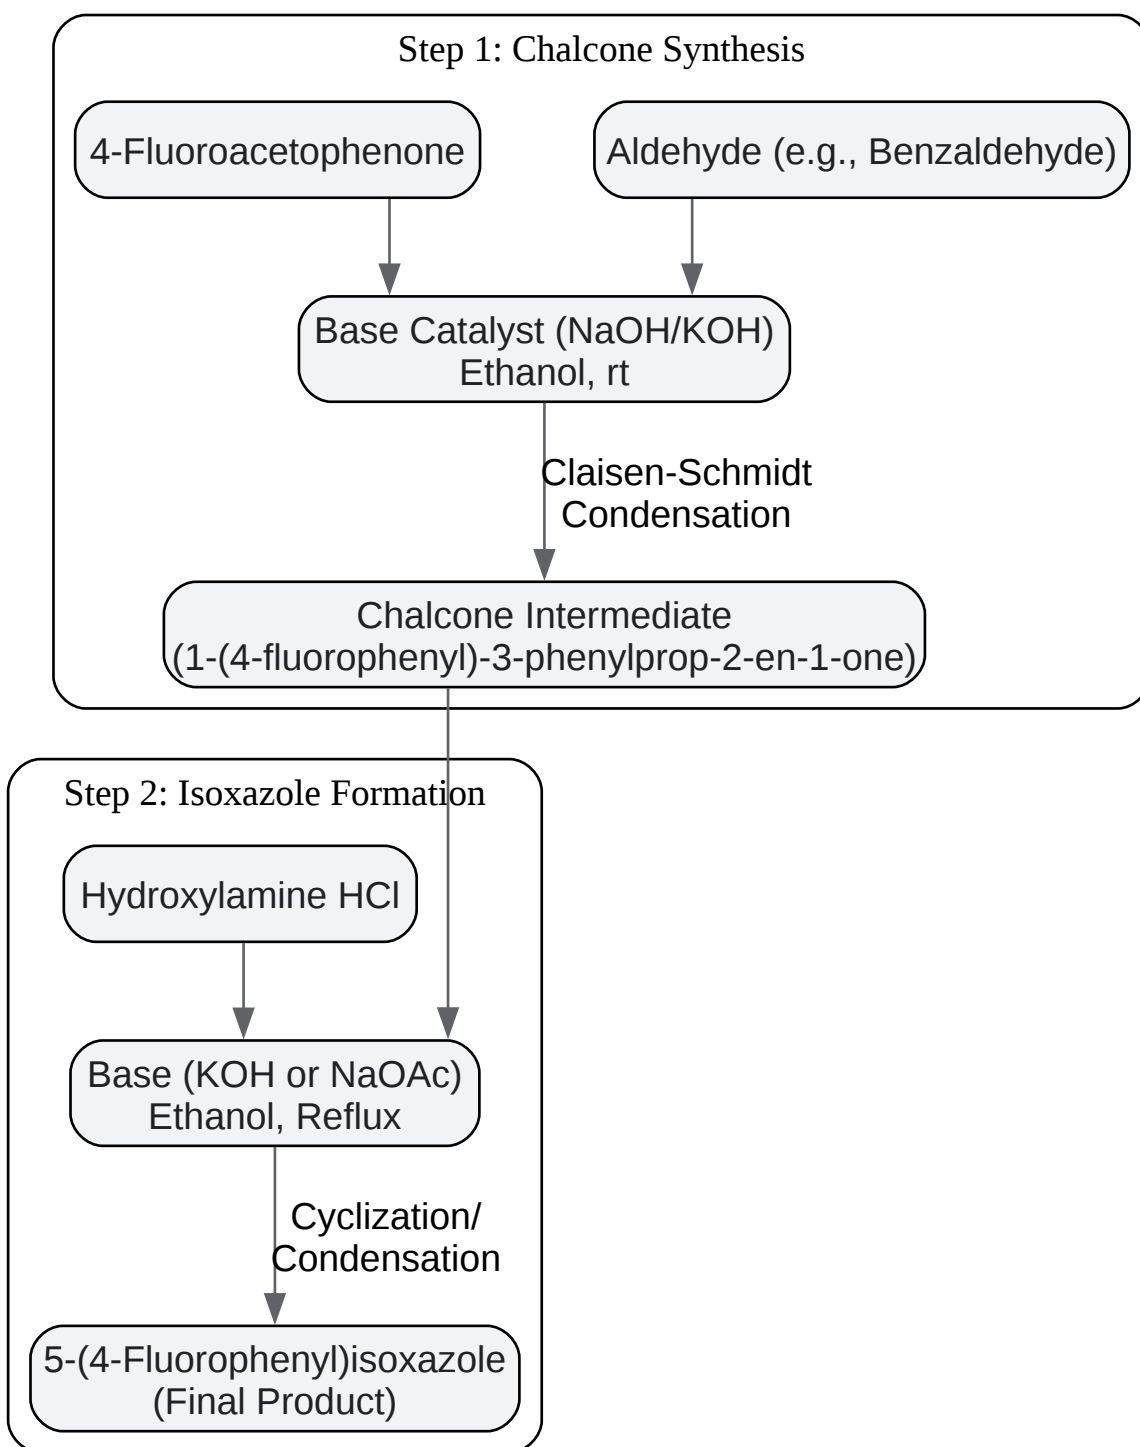 Step 1: Chalcone Synthesis
4-Fluoroacetophenone
Aldehyde (e.g., Benzaldehyde)
Base Catalyst (NaOH/KOH)
Ethanol, rt
Claisen-Schmidt
Condensation
Chalcone Intermediate
(1-(4-fluorophenyl)-3-phenylprop-2-en-1-one)
Step 2: Isoxazole Formation
Hydroxylamine HCl
Base (KOH or NaOAc)
Ethanol, Reflux
Cyclization/
Condensation
5-(4-Fluorophenyl)isoxazole
(Final Product)